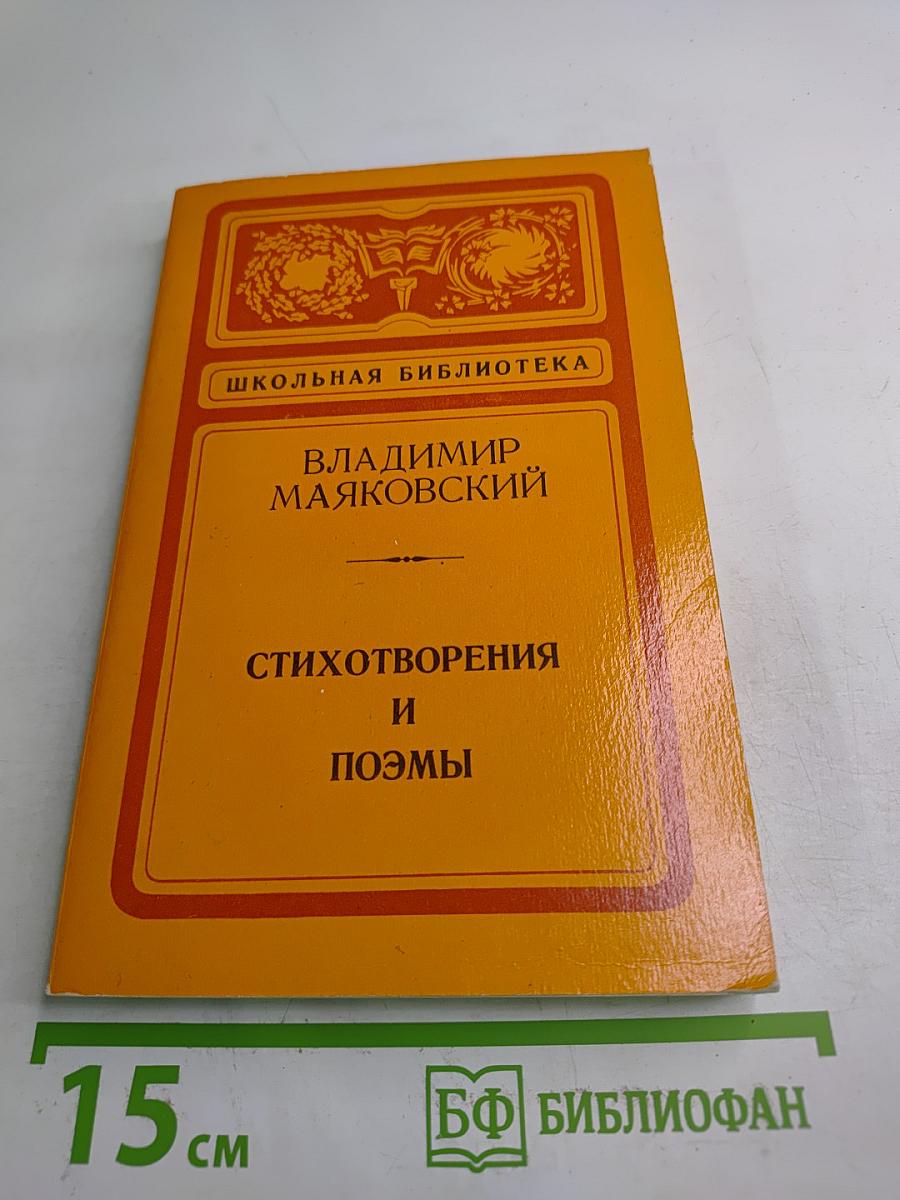 ШКОЛЬНАЯ БИБЛИОТЕКА
ВЛАДИМИР
МАЯКОВСКИЙ
СТИХОТВОРЕНИЯ
И
ПОЭМЫ
15 см
БФ БИБЛИОФАН